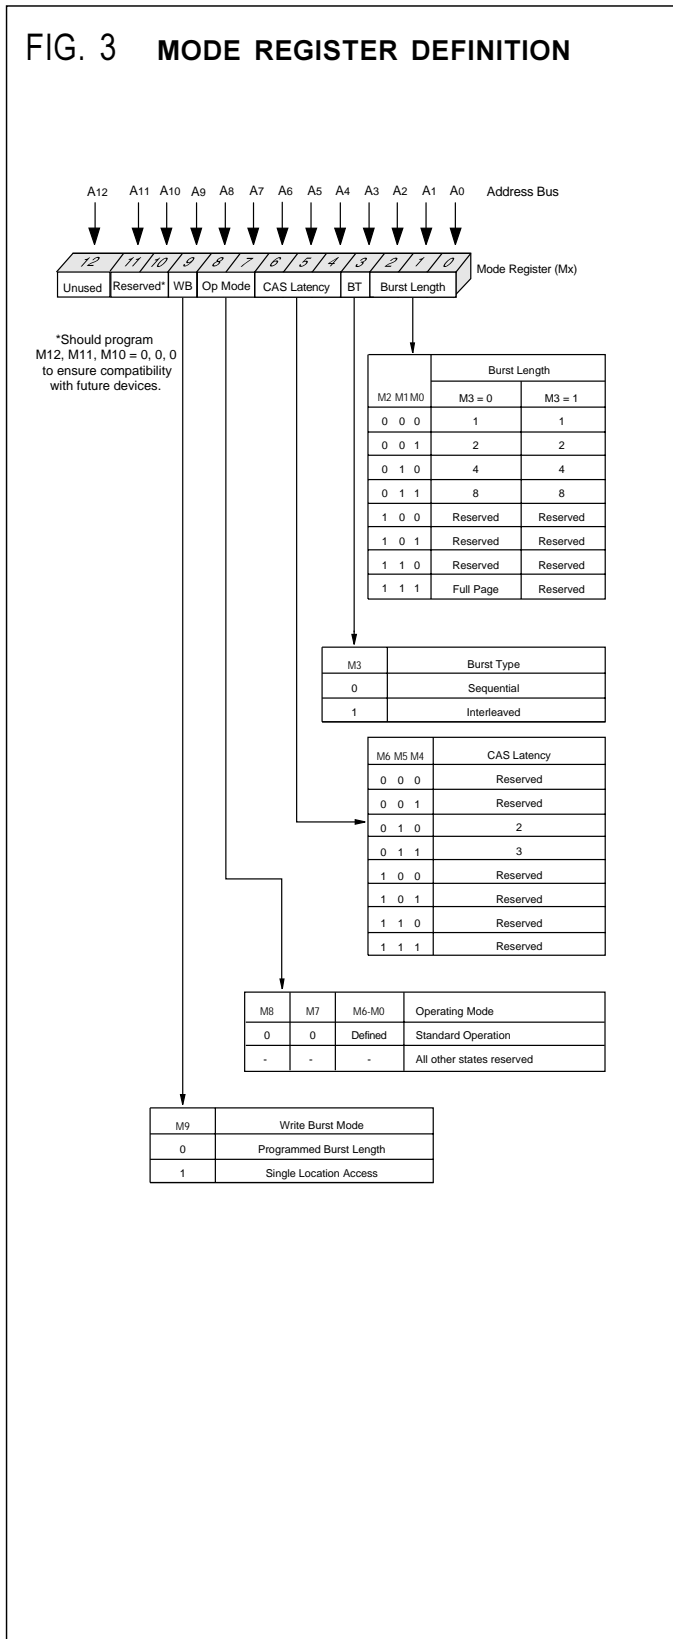 FIG. 3 MODE REGISTER DEFINITION
A12 A11 A10 A9 A8 A7 A6 A5 A4 A3 A2 A1 A0 Address Bus
12 11 10 9 8 7 6 5 4 3 2 1 0
Mode Register (Mx)
Unused Reserved* WB Op Mode CAS Latency BT Burst Length
*Should program
M12, M11, M10 = 0, 0, 0
to ensure compatibility
with future devices.
Burst Length
M2 M1 M0 M3 = 0 M3 = 1
0 0 0 1 1
0 0 1 2 2
0 1 0 4 4
0 1 1 8 8
1 0 0 Reserved Reserved
1 0 1 Reserved Reserved
1 1 0 Reserved Reserved
1 1 1 Full Page Reserved
M3 Burst Type
0 Sequential
1 Interleaved
M6 M5 M4 CAS Latency
0 0 0 Reserved
0 0 1 Reserved
0 1 0 2
0 1 1 3
1 0 0 Reserved
1 0 1 Reserved
1 1 0 Reserved
1 1 1 Reserved
M8 M7 M6-M0 Operating Mode
0 0 Defined Standard Operation
- - - All other states reserved
M9 Write Burst Mode
0 Programmed Burst Length
1 Single Location Access